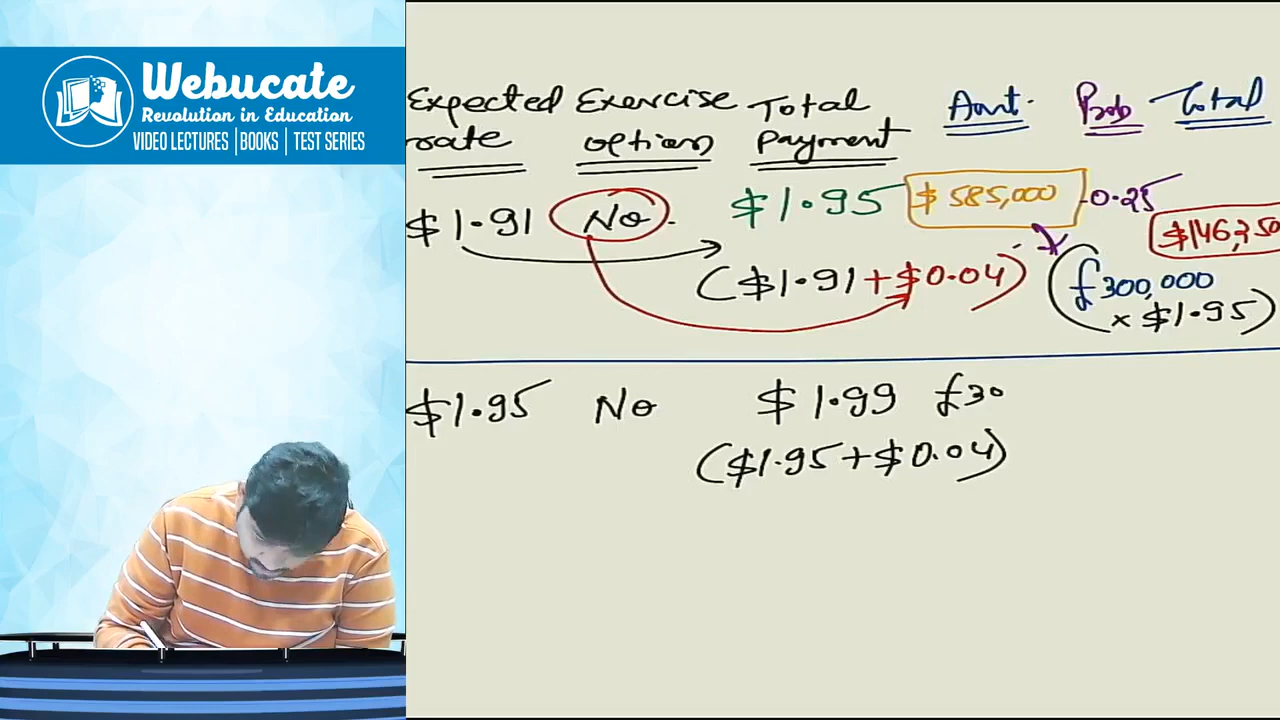 Webucate
Revolution in Education
VIDEO LECTURES | BOOKS | TEST SERIES
Expected Exercise Total Amt. Prob Total
rate option Payment
$1.91 No $1.95 $585,000 0.25 $146,250
($1.91+$0.04) × (£300,000
× $1.95)
$1.95 No $1.99 £30
($1.95+$0.04)